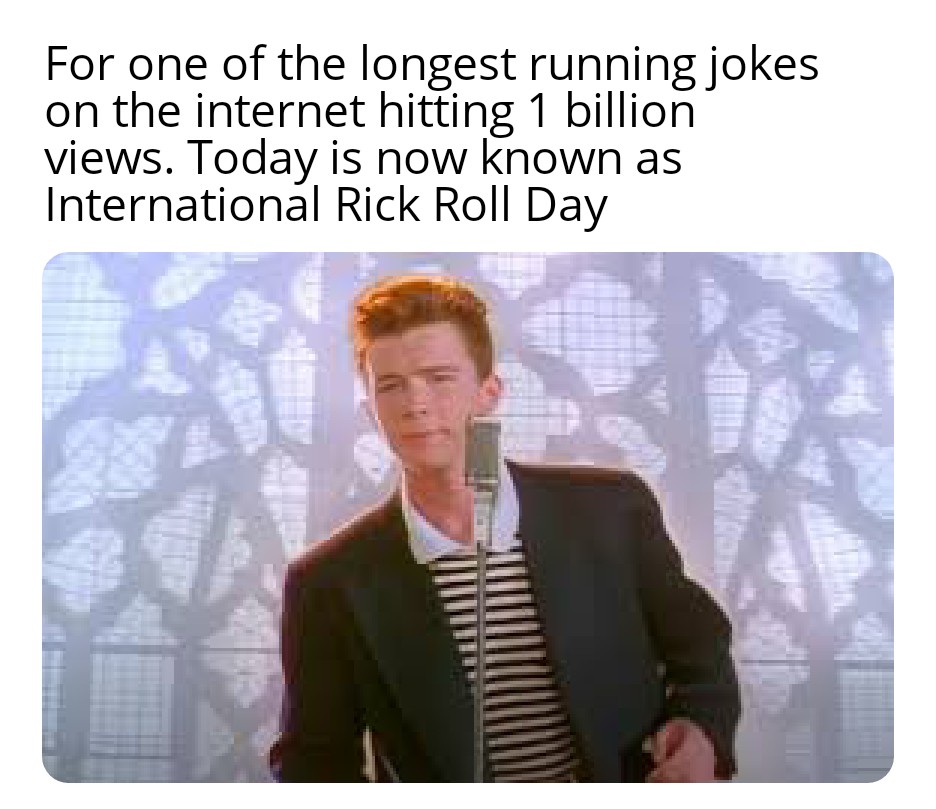 For one of the longest running jokes
on the internet hitting 1 billion
views. Today is now known as
International Rick Roll Day